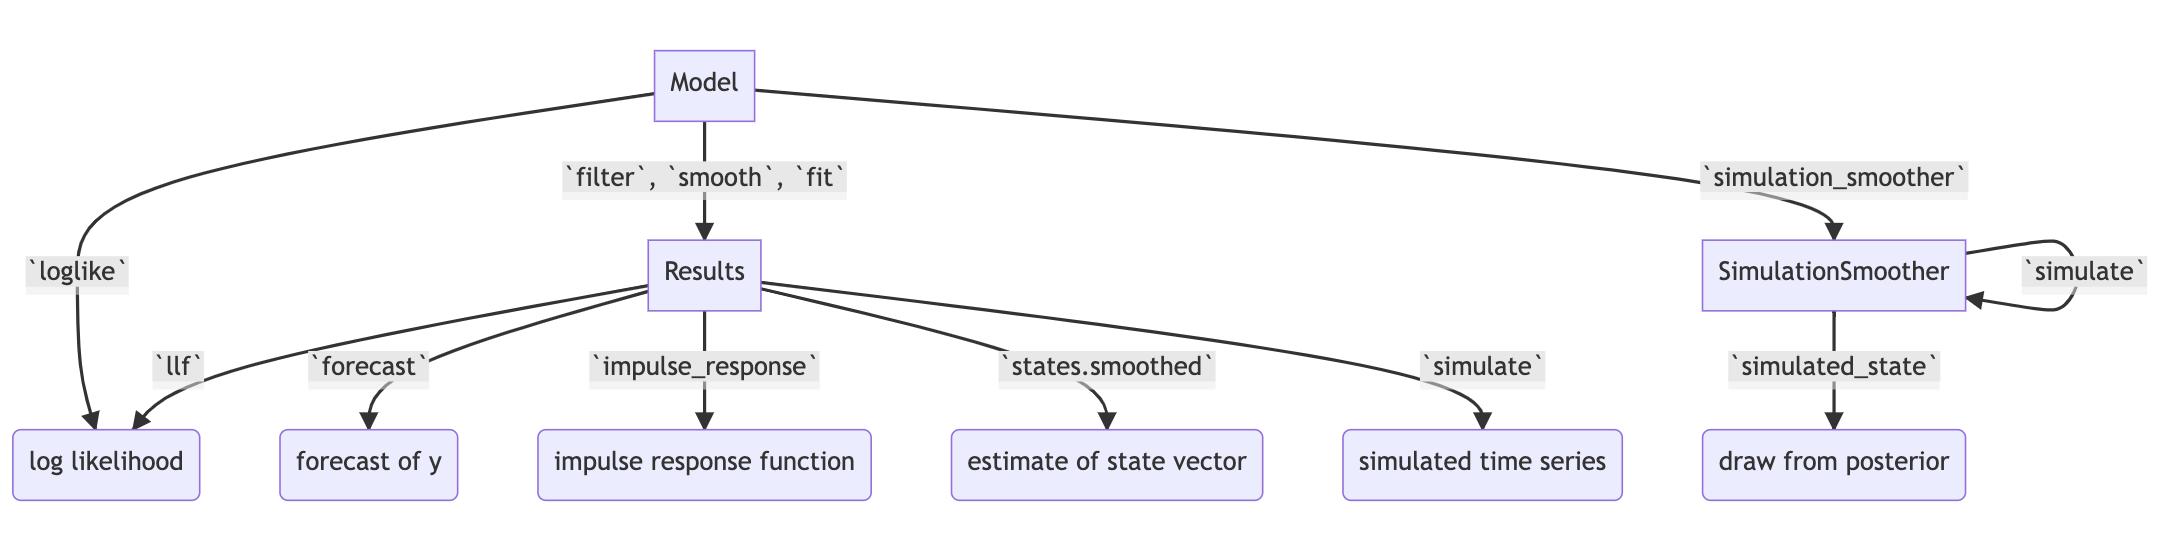 Model
`filter`, `smooth`, `fit`
`simulation_smoother`
`loglike`
Results
SimulationSmoother
`simulate`
`llf`
`forecast`
`impulse_response`
`states.smoothed`
`simulate`
`simulated_state`
log likelihood
forecast of y
impulse response function
estimate of state vector
simulated time series
draw from posterior